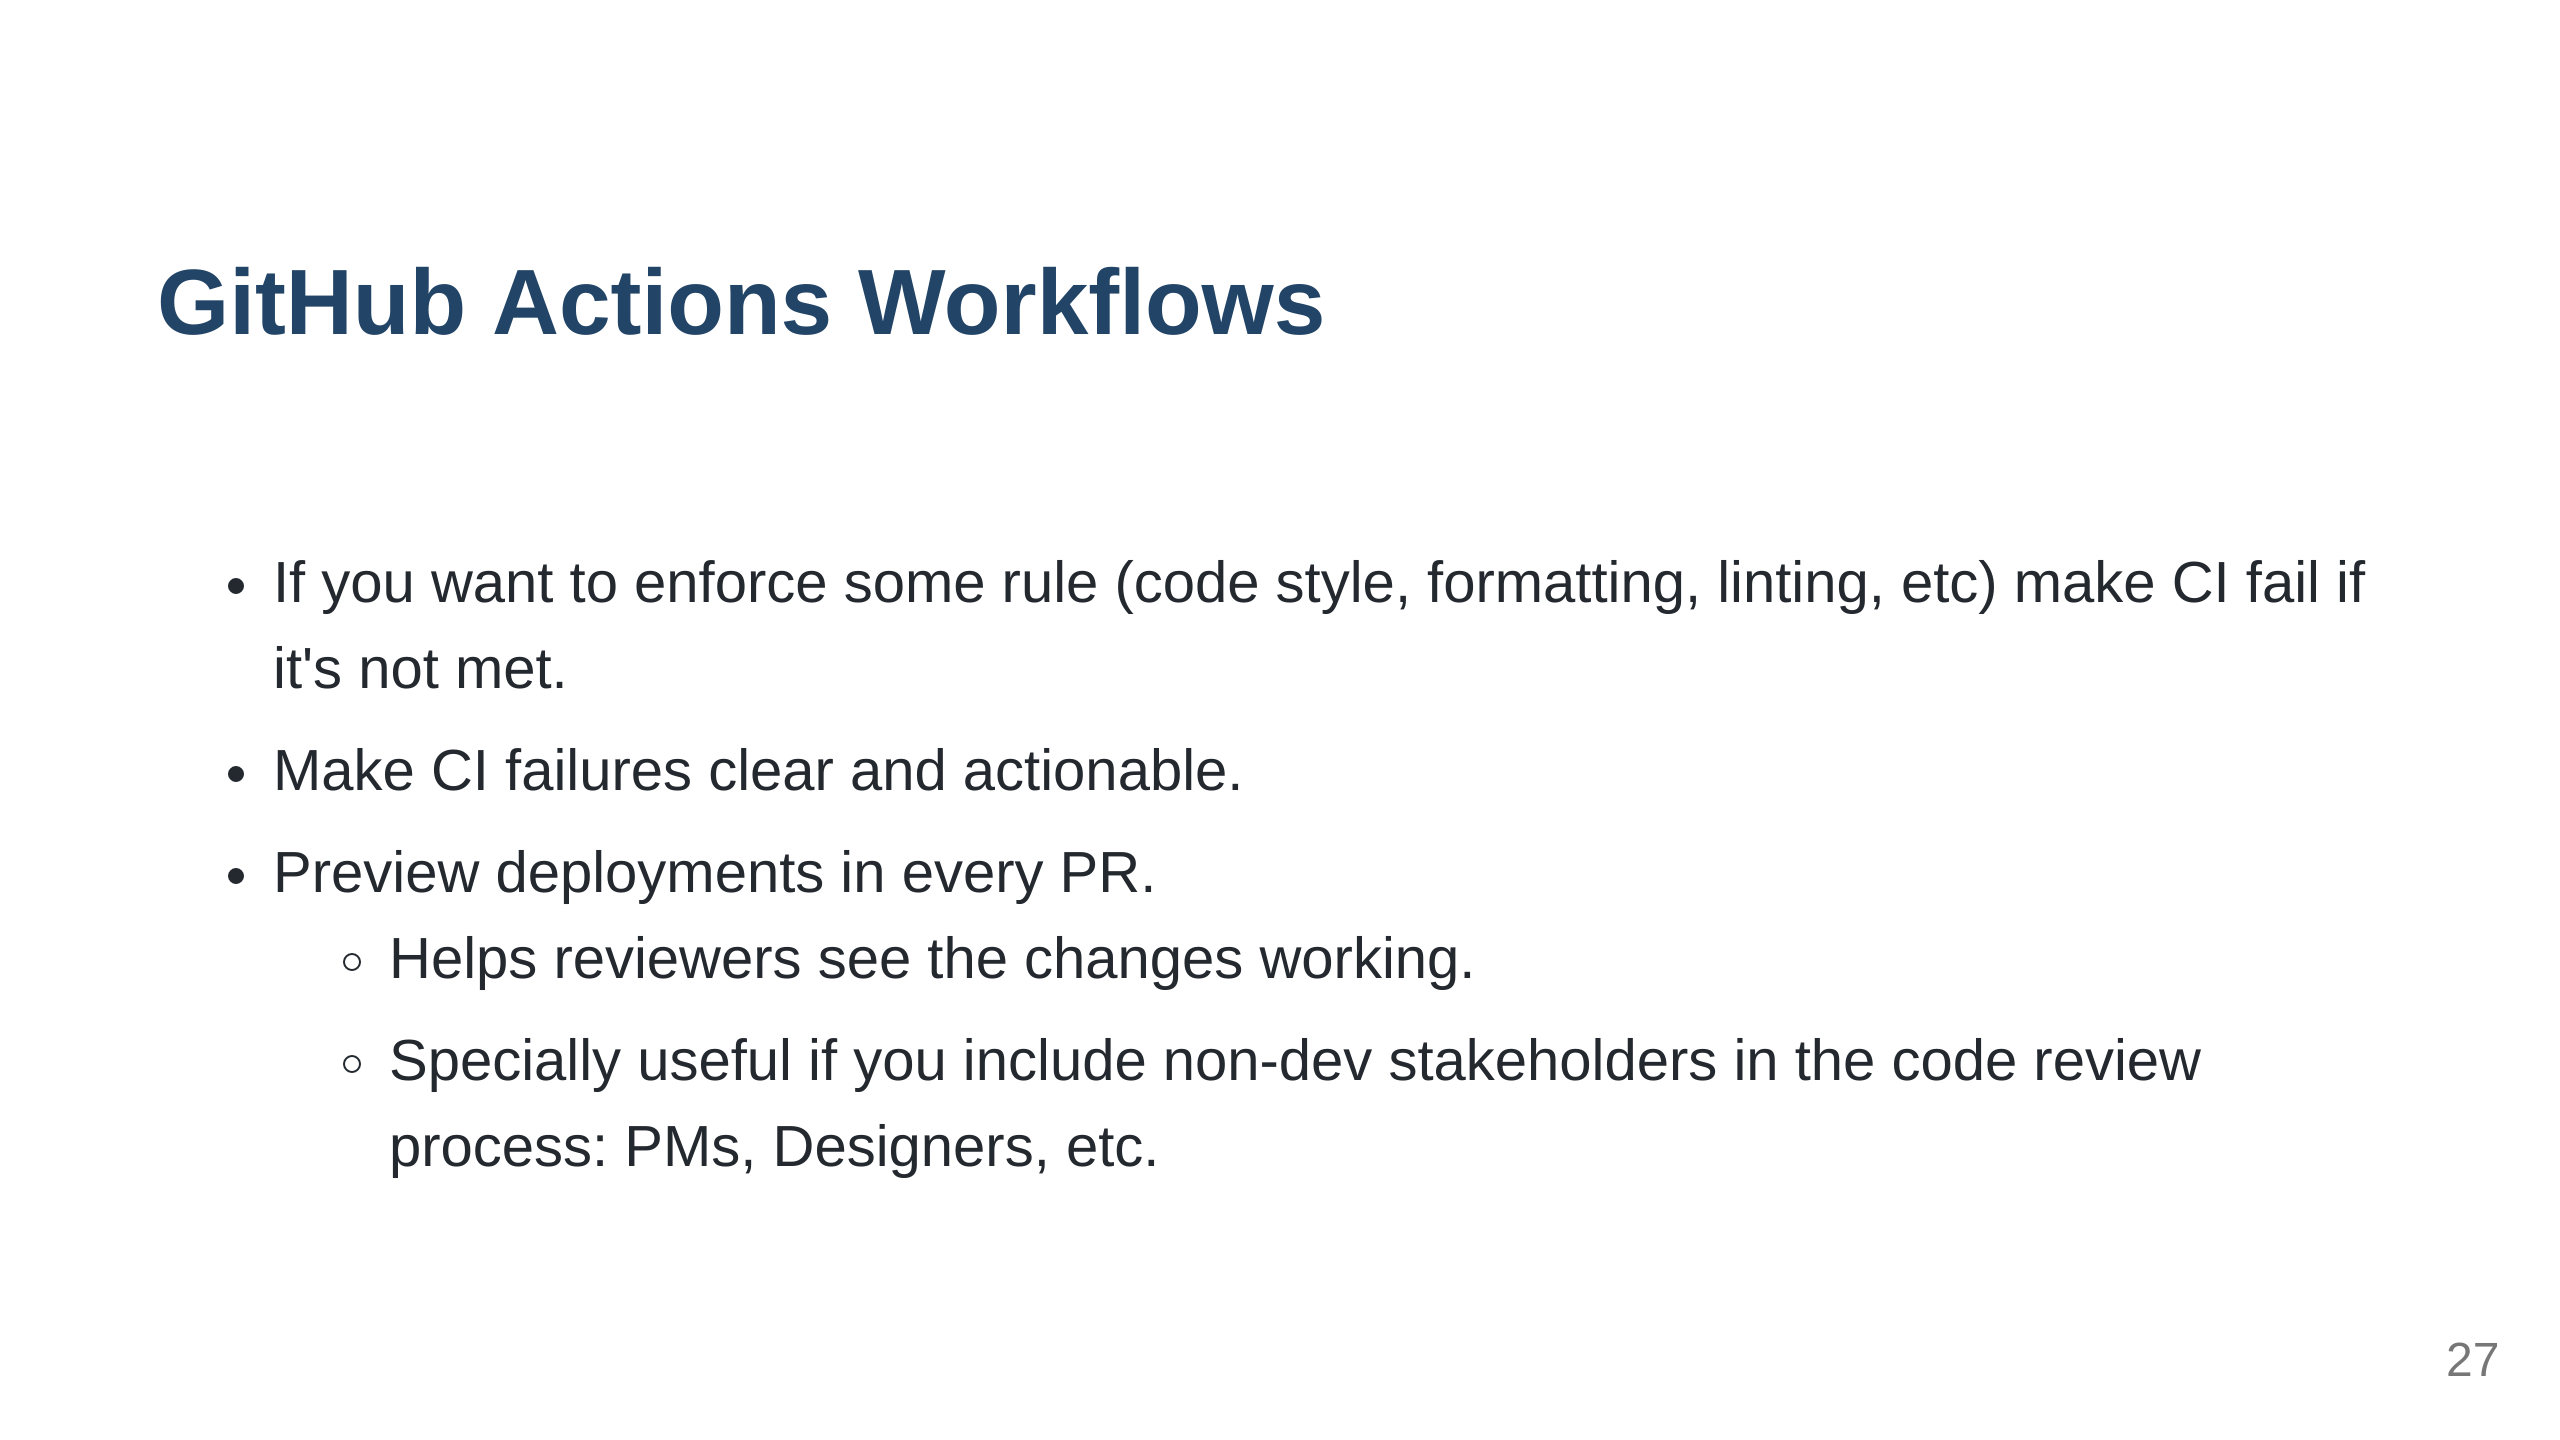 GitHub Actions Workflows
• If you want to enforce some rule (code style, formatting, linting, etc) make CI fail if
it's not met.
• Make CI failures clear and actionable.
• Preview deployments in every PR.
◦ Helps reviewers see the changes working.
◦ Specially useful if you include non-dev stakeholders in the code review
process: PMs, Designers, etc.
27